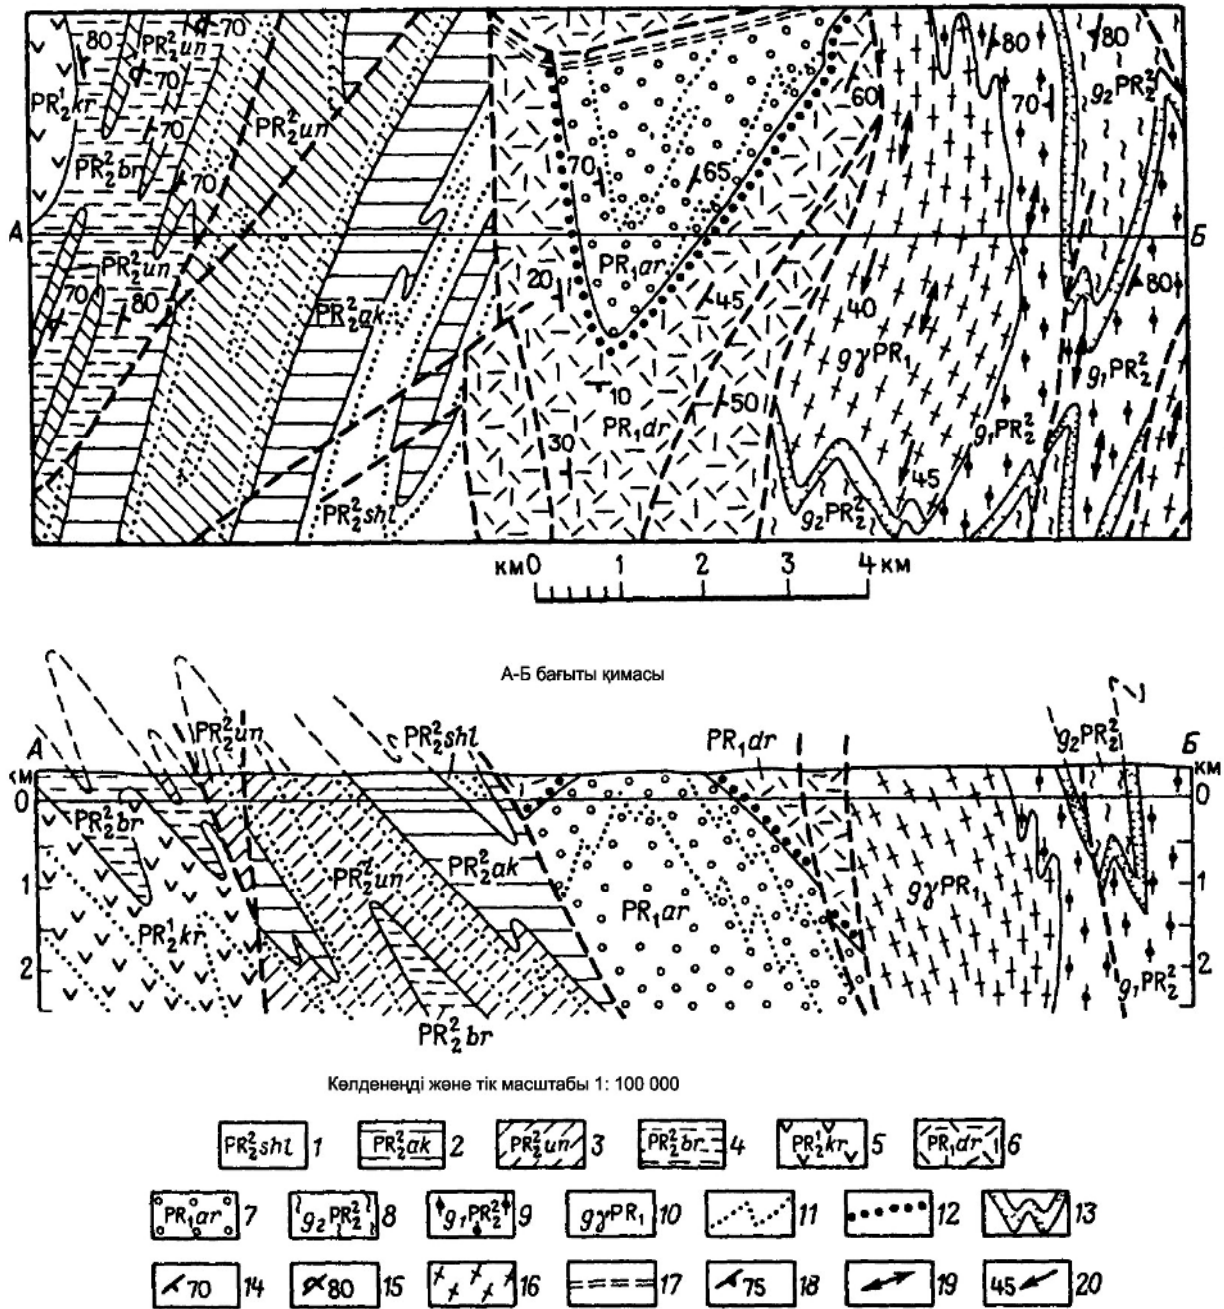 80
PR²₂un
70
70
PR¹₂kr
PR²₂br
70
70
PR²₂un
PR²₂un
70
80
PR²₂ak
PR²₂shl
20
70
65
PR₁ar
45
10
PR₁dr
50
30
60
40
gγPR₁
45
80
70
80
g₂PR²₂
80
g₁PR²₂
g₁PR²₂
g₂PR²₂
А
Б
км 0 1 2 3 4 км
А-Б бағыты қимасы
А
км
0
1
2
PR²₂un
PR²₂shl
PR₁dr
g₂PR²₂
Б
км
0
1
2
PR²₂br
PR¹₂kr
PR²₂un
PR²₂ak
PR₁ar
gγPR₁
g₁PR²₂
PR²₂br
Көлденеңді және тік масштабы 1: 100 000
PR²₂shl 1 PR²₂ak 2 PR²₂un 3 PR²₂br 4 PR¹₂kr 5 PR₁dr 6
PR₁ar 7 g₂PR²₂ 8 g₁PR²₂ 9 gγPR₁ 10 11 12 13
70 14 80 15 16 17 75 18 19 45 20